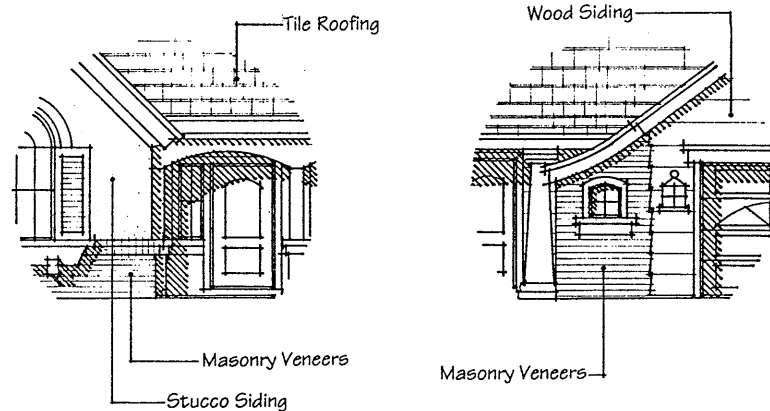 Tile Roofing
Wood Siding
Masonry Veneers
Stucco Siding
Masonry Veneers